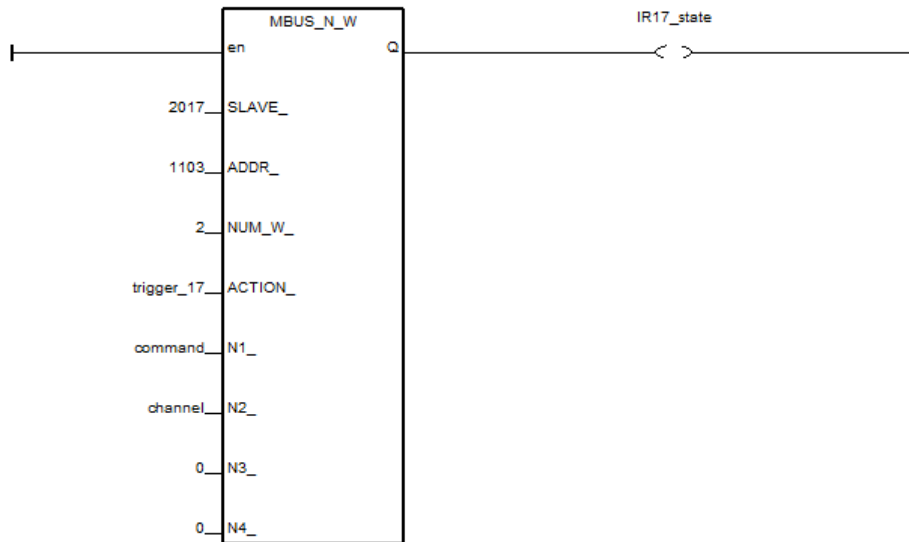 MBUS_N_W
IR17_state
en Q
2017 SLAVE_
1103 ADDR_
2 NUM_W_
trigger_17 ACTION_
command N1_
channel N2_
0 N3_
0 N4_